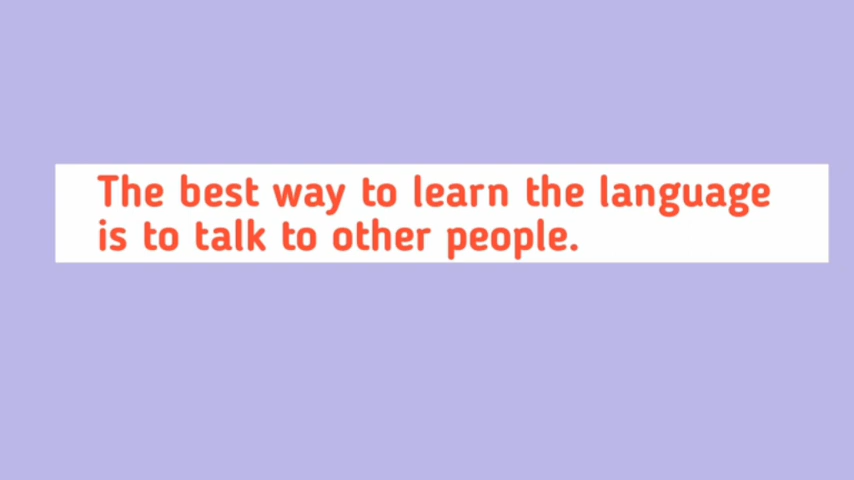 The best way to learn the language
is to talk to other people.